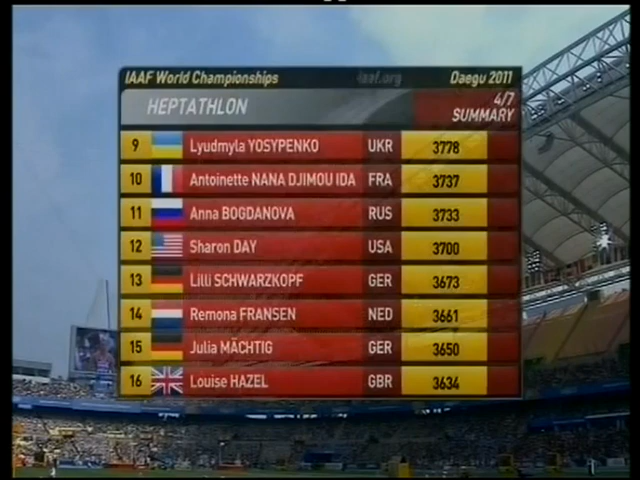 IAAF World Championships iaaf.org Daegu 2011
HEPTATHLON 4/7 SUMMARY
9 Lyudmyla YOSYPENKO UKR 3778
10 Antoinette NANA DJIMOU IDA FRA 3737
11 Anna BOGDANOVA RUS 3733
12 Sharon DAY USA 3700
13 Lilli SCHWARZKOPF GER 3673
14 Remona FRANSEN NED 3661
15 Julia MÄCHTIG GER 3650
16 Louise HAZEL GBR 3634